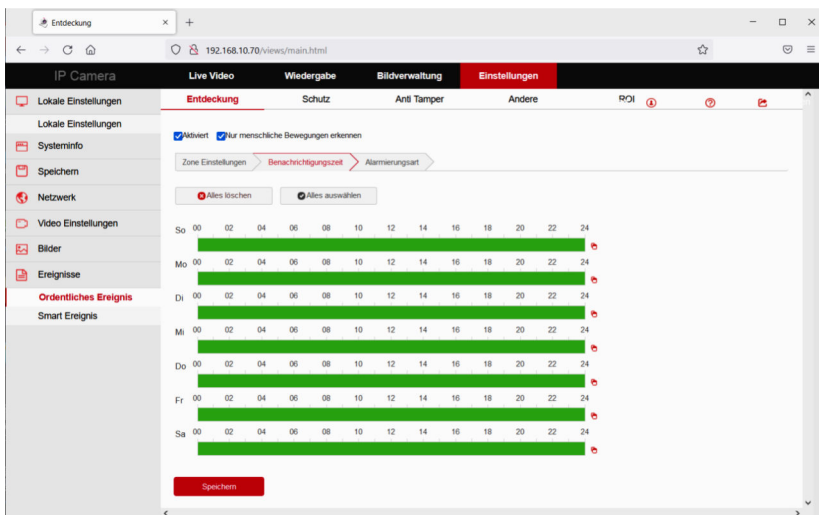 Entdeckung
192.168.10.70/views/main.html
IP Camera Live Video Wiedergabe Bildverwaltung Einstellungen
Lokale Einstellungen Entdeckung Schutz Anti Tamper Andere ROI
Lokale Einstellungen
Systeminfo
Speichern
Netzwerk
Video Einstellungen
Bilder
Ereignisse
Ordentliches Ereignis
Smart Ereignis
Aktiviert Nur menschliche Bewegungen erkennen
Zone Einstellungen Benachrichtigungszeit Alarmierungsart
Alles löschen Alles auswählen
So 00 02 04 06 08 10 12 14 16 18 20 22 24
Mo 00 02 04 06 08 10 12 14 16 18 20 22 24
Di 00 02 04 06 08 10 12 14 16 18 20 22 24
Mi 00 02 04 06 08 10 12 14 16 18 20 22 24
Do 00 02 04 06 08 10 12 14 16 18 20 22 24
Fr 00 02 04 06 08 10 12 14 16 18 20 22 24
Sa 00 02 04 06 08 10 12 14 16 18 20 22 24
Speichern